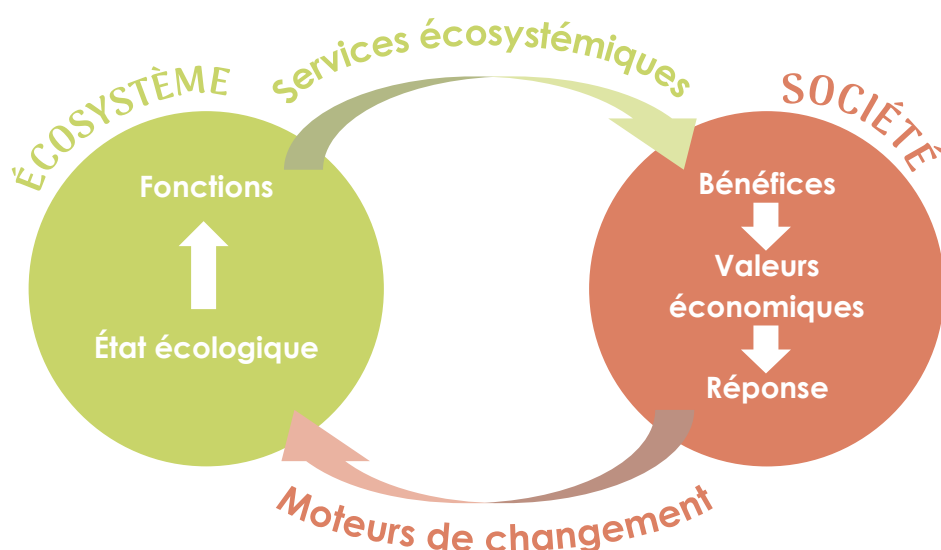 Services écosystémiques
ÉCOSYSTÈME
SOCIÉTÉ
Fonctions
État écologique
Bénéfices
Valeurs
économiques
Réponse
Moteurs de changement